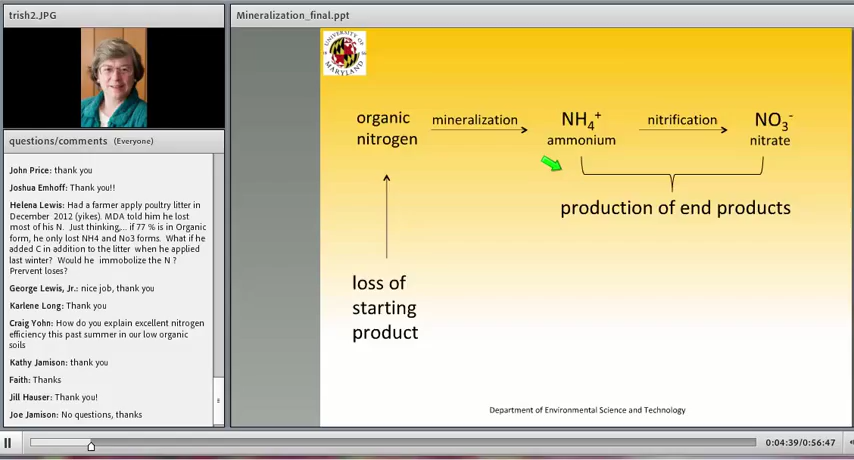 trish2.JPG
questions/comments (Everyone)
John Price: thank you
Joshua Emhoff: Thank you!!
Helena Lewis: Had a farmer apply poultry litter in
December 2012 (yikes). MDA told him he lost
most of his N. Just thinking,... if 77 % is in Organic
form, he only lost NH4 and No3 forms. What if he
added C in addition to the litter when he applied
last winter? Would he immobolize the N ?
Prervent loses?
George Lewis, Jr.: nice job, thank you
Karlene Long: Thank you
Craig Yohn: How do you explain excellent nitrogen
efficiency this past summer in our low organic
soils
Kathy Jamison: thank you
Faith: Thanks
Jill Hauser: Thank you!
Joe Jamison: No questions, thanks
Mineralization_final.ppt
UNIVERSITY OF
MARYLAND
organic
nitrogen
mineralization
NH₄⁺
ammonium
nitrification
NO₃⁻
nitrate
production of end products
loss of
starting
product
Department of Environmental Science and Technology
0:04:39/0:56:47